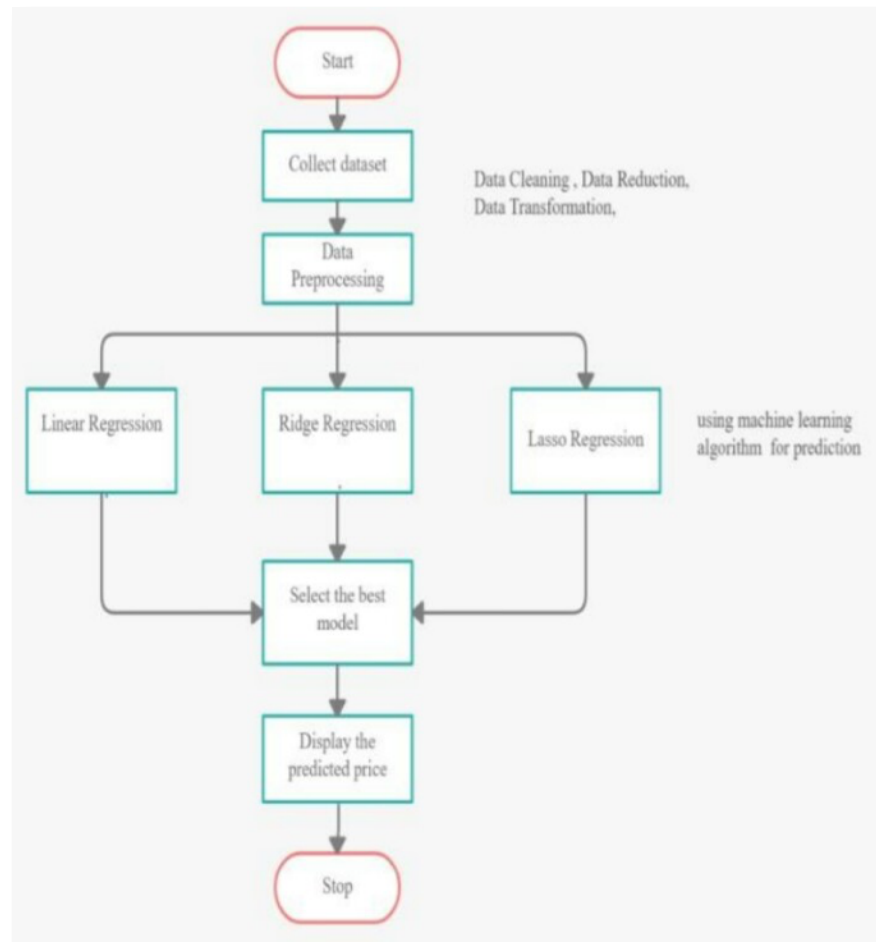 Start
Collect dataset
Data Cleaning , Data Reduction,
Data Transformation,
Data
Preprocessing
Linear Regression
Ridge Regression
Lasso Regression
using machine learning
algorithm for prediction
Select the best
model
Display the
predicted price
Stop